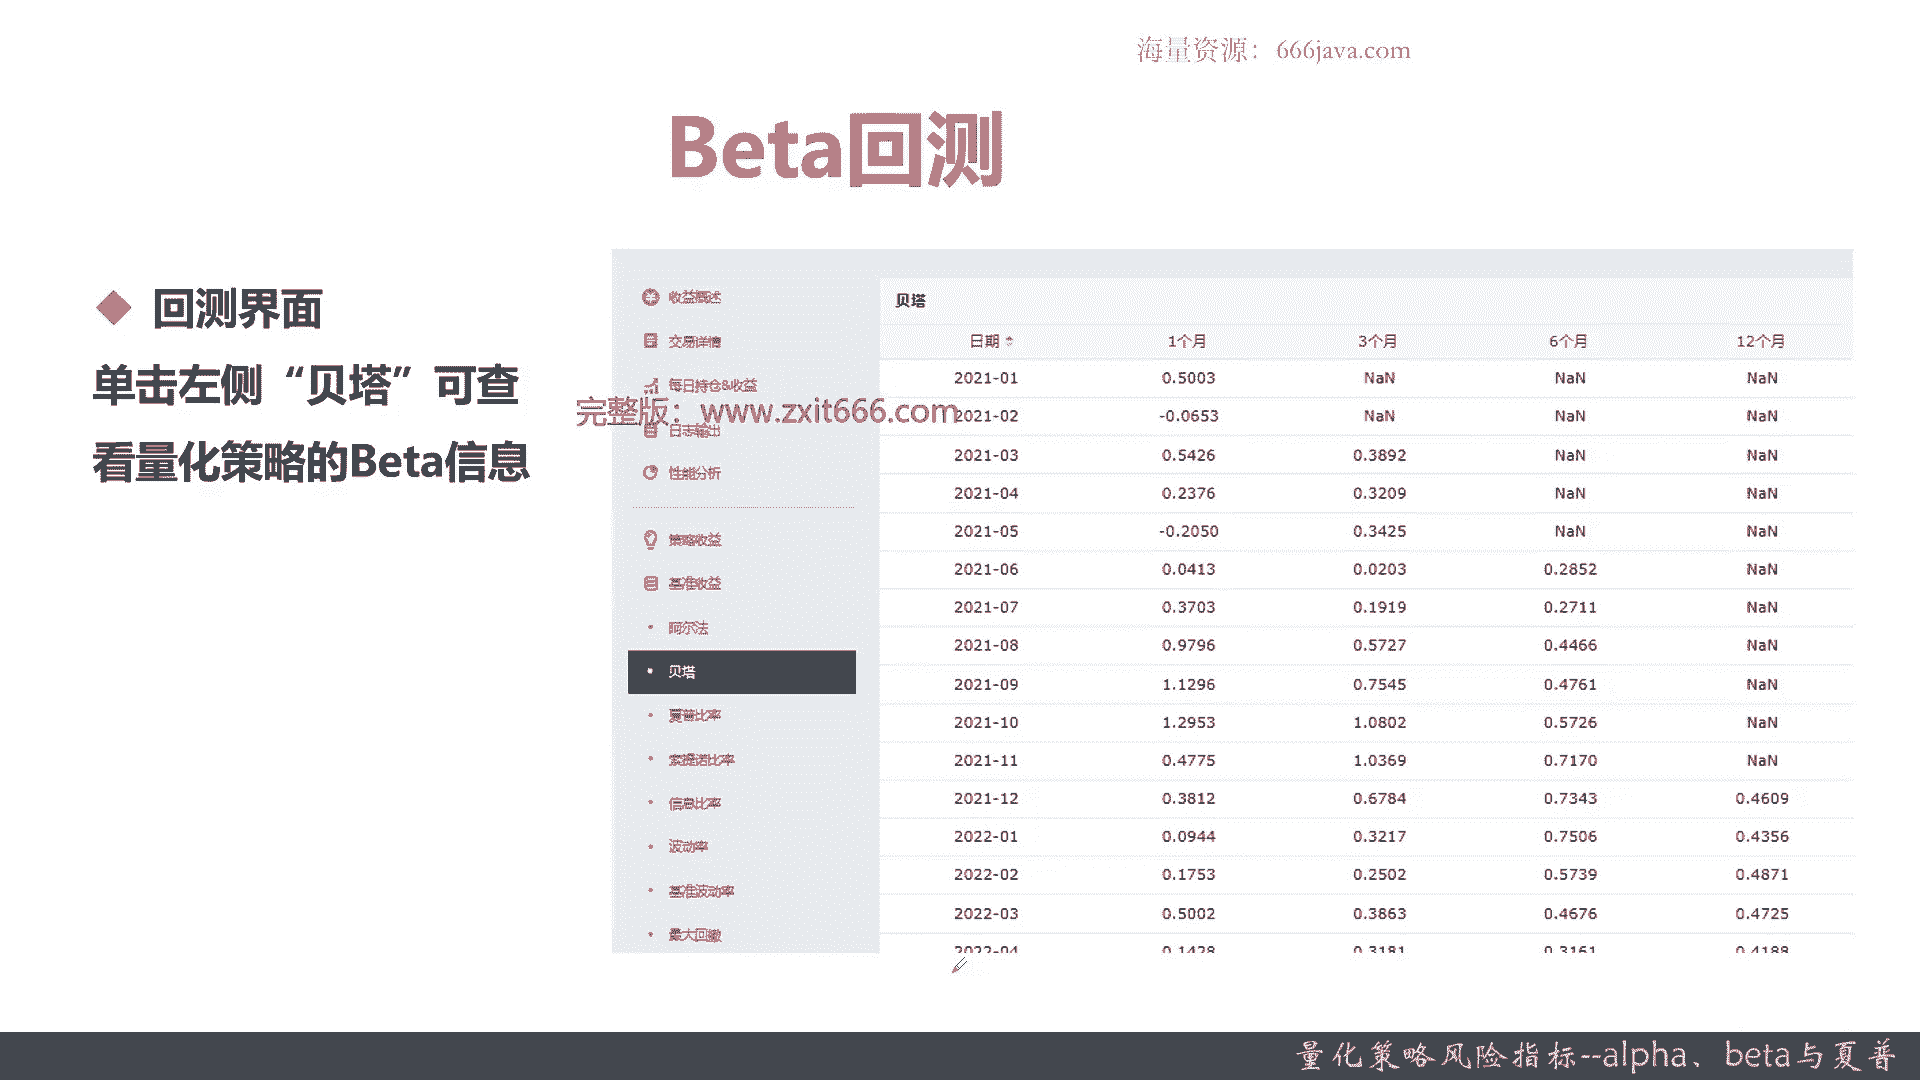 海量资源：666java.com
Beta回测
回测界面
单击左侧“贝塔”可查
看量化策略的Beta信息
收益概述
交易详情
每日持仓&收益
完整版：www.zxit666.com
日志输出
性能分析
策略收益
基准收益
阿尔法
贝塔
夏普比率
索提诺比率
信息比率
波动率
基准波动率
最大回撤
贝塔
日期 1个月 3个月 6个月 12个月
2021-01 0.5003 NaN NaN NaN
2021-02 -0.0653 NaN NaN NaN
2021-03 0.5426 0.3892 NaN NaN
2021-04 0.2376 0.3209 NaN NaN
2021-05 -0.2050 0.3425 NaN NaN
2021-06 0.0413 0.0203 0.2852 NaN
2021-07 0.3703 0.1919 0.2711 NaN
2021-08 0.9796 0.5727 0.4466 NaN
2021-09 1.1296 0.7545 0.4761 NaN
2021-10 1.2953 1.0802 0.5726 NaN
2021-11 0.4775 1.0369 0.7170 NaN
2021-12 0.3812 0.6784 0.7343 0.4609
2022-01 0.0944 0.3217 0.7506 0.4356
2022-02 0.1753 0.2502 0.5739 0.4871
2022-03 0.5002 0.3863 0.4676 0.4725
2022-04 0.1428 0.3181 0.3161 0.4188
量化策略风险指标--alpha、beta与夏普